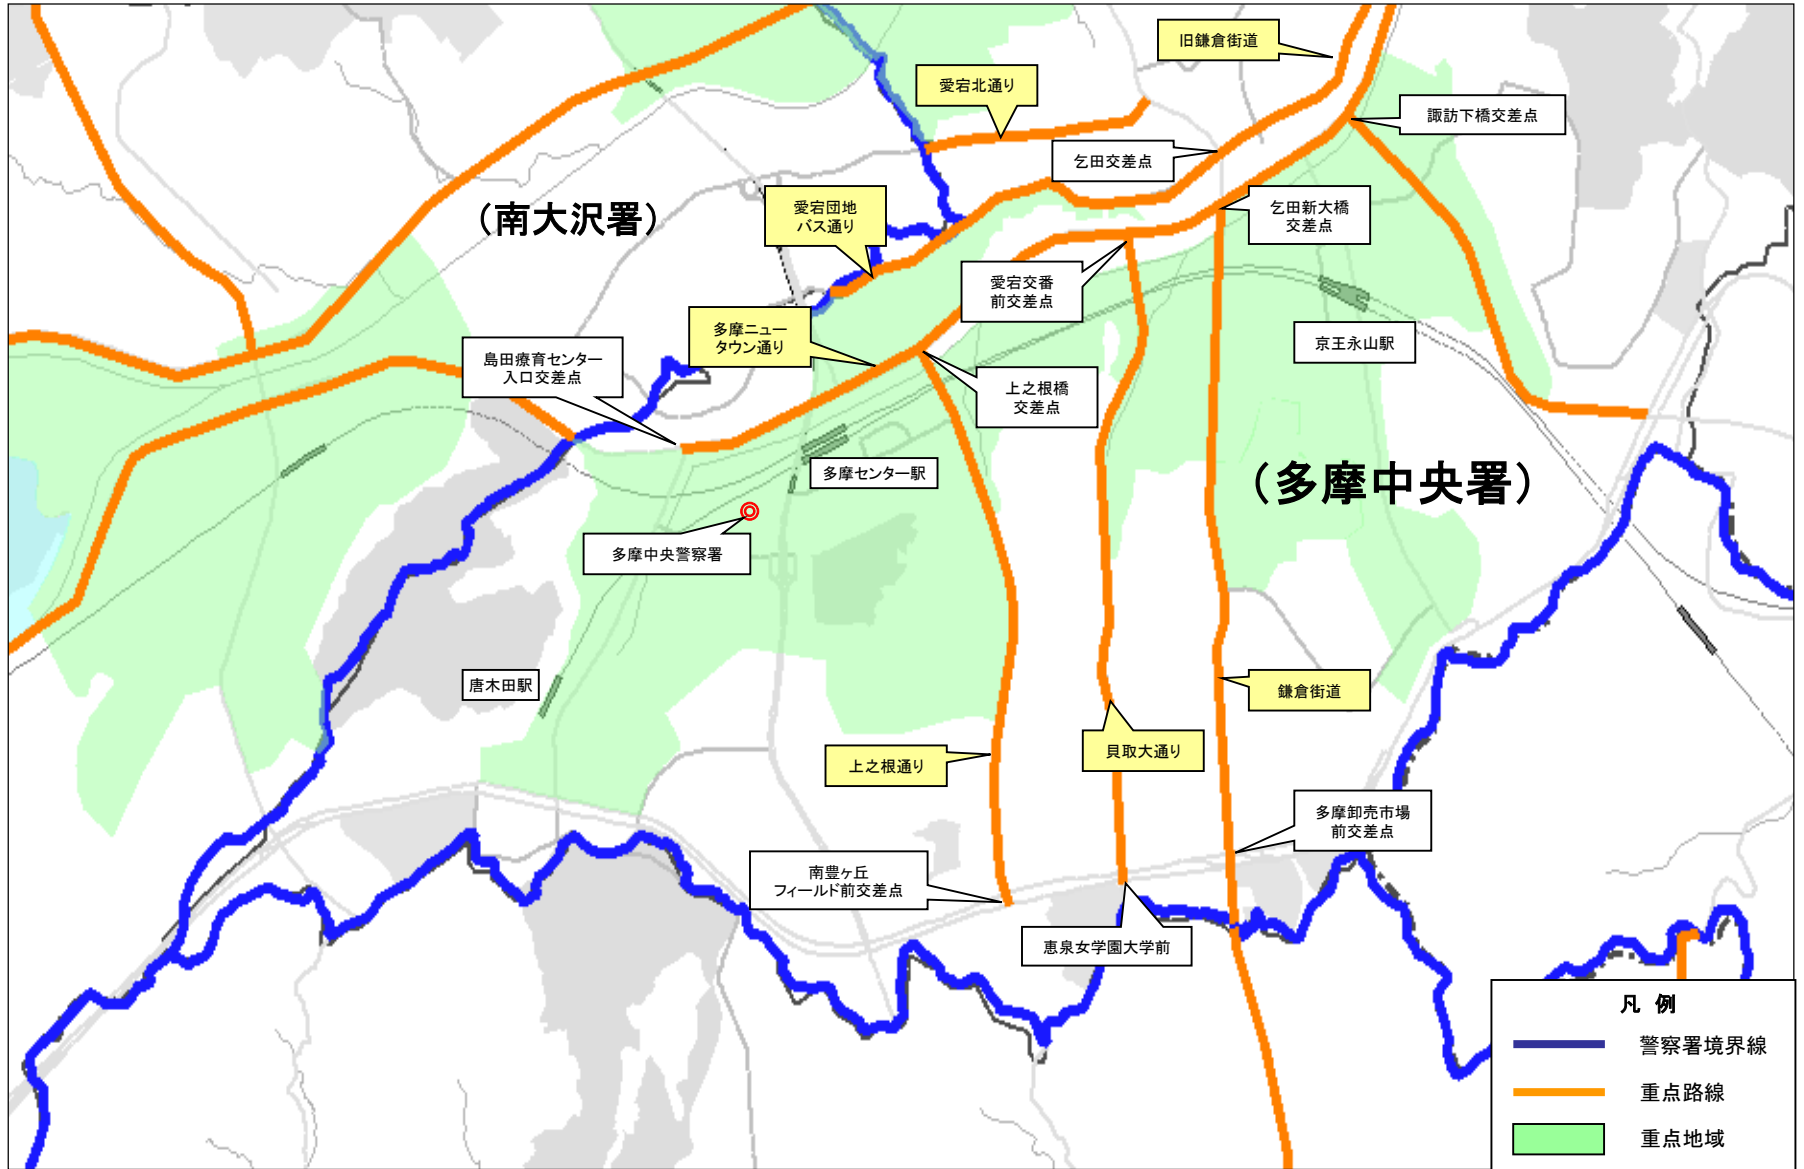 旧鎌倉街道
愛宕北通り
諏訪下橋交差点
乞田交差点
(南大沢署)
愛宕団地
バス通り
乞田新大橋
交差点
愛宕交番
前交差点
多摩ニュー
タウン通り
京王永山駅
島田療育センター
入口交差点
上之根橋
交差点
多摩センター駅
(多摩中央署)
多摩中央警察署
唐木田駅
鎌倉街道
上之根通り
貝取大通り
多摩卸売市場
前交差点
南豊ヶ丘
フィールド前交差点
恵泉女学園大学前
凡 例
警察署境界線
重点路線
重点地域